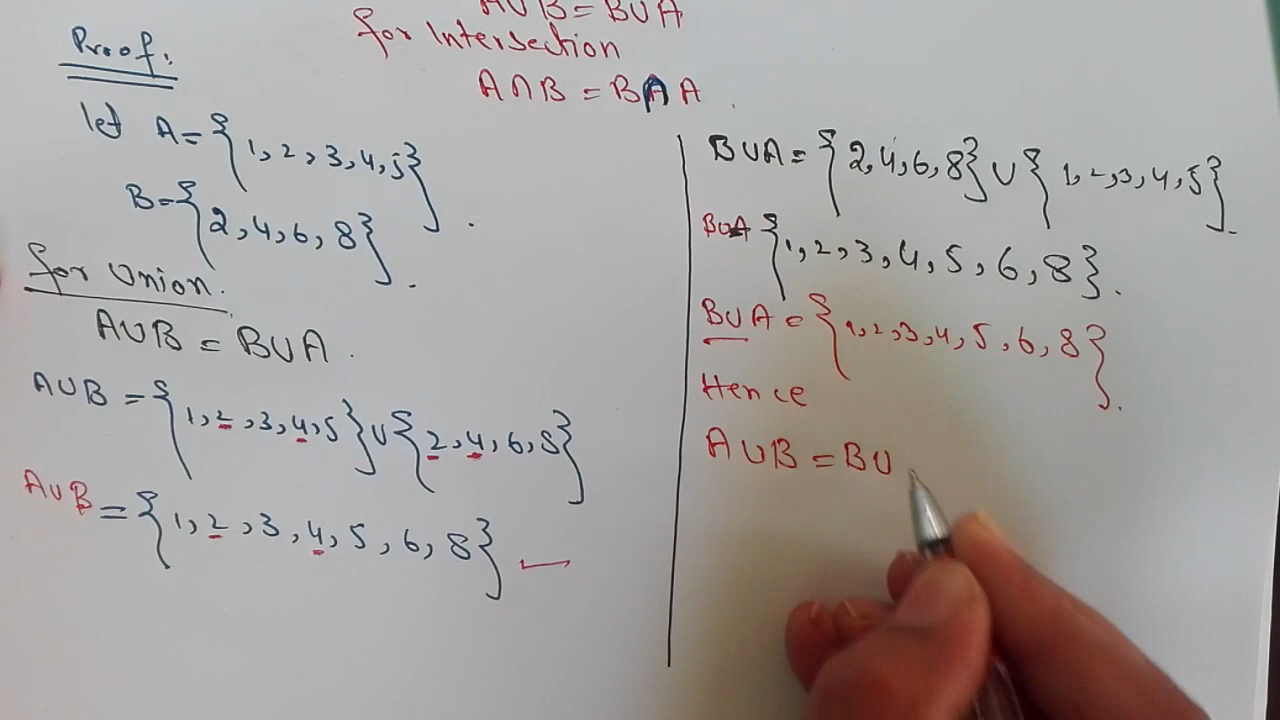 A∪B = B∪A
for Intersection
A∩B = B∩A .
Proof:
let A = {1, 2, 3, 4, 5} .
B = {2, 4, 6, 8} .
for Union.
A∪B = B∪A .
A∪B = {1, 2, 3, 4, 5} ∪ {2, 4, 6, 8}
A∪B = {1, 2, 3, 4, 5, 6, 8}
B∪A = {2, 4, 6, 8} ∪ {1, 2, 3, 4, 5} .
B∪A {1, 2, 3, 4, 5, 6, 8} .
B∪A = {1, 2, 3, 4, 5, 6, 8} .
Hence
A∪B = B∪